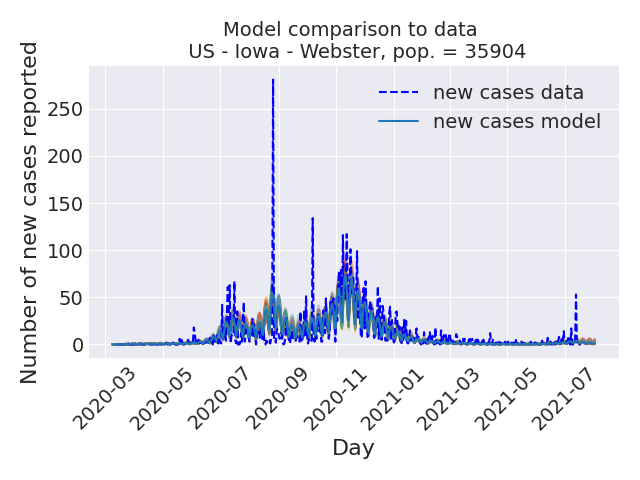 Model comparison to data
US - Iowa - Webster, pop. = 35904
new cases data
new cases model
Number of new cases reported
250
200
150
100
50
0
2020-03
2020-05
2020-07
2020-09
2020-11
2021-01
2021-03
2021-05
2021-07
Day